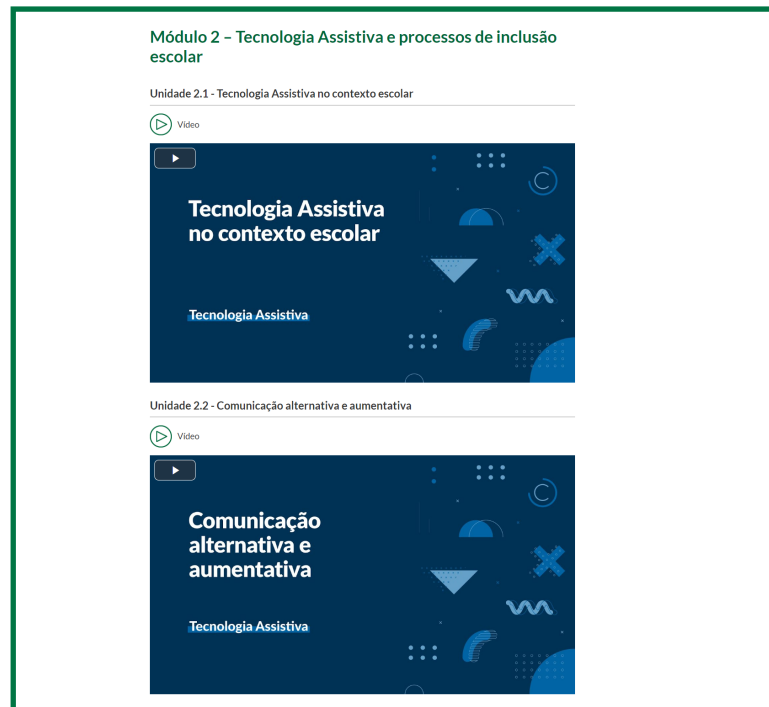 Módulo 2 – Tecnologia Assistiva e processos de inclusão
escolar
Unidade 2.1 - Tecnologia Assistiva no contexto escolar
Vídeo
Tecnologia Assistiva
no contexto escolar
Tecnologia Assistiva
Unidade 2.2 - Comunicação alternativa e aumentativa
Vídeo
Comunicação
alternativa e
aumentativa
Tecnologia Assistiva